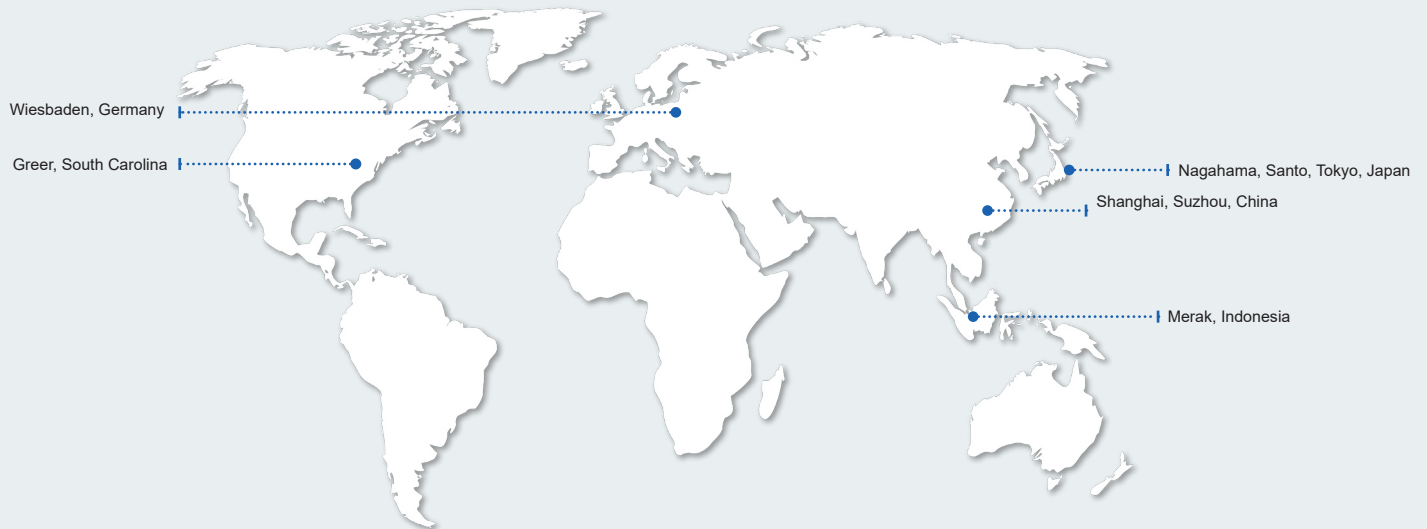 Wiesbaden, Germany
Greer, South Carolina
Nagahama, Santo, Tokyo, Japan
Shanghai, Suzhou, China
Merak, Indonesia